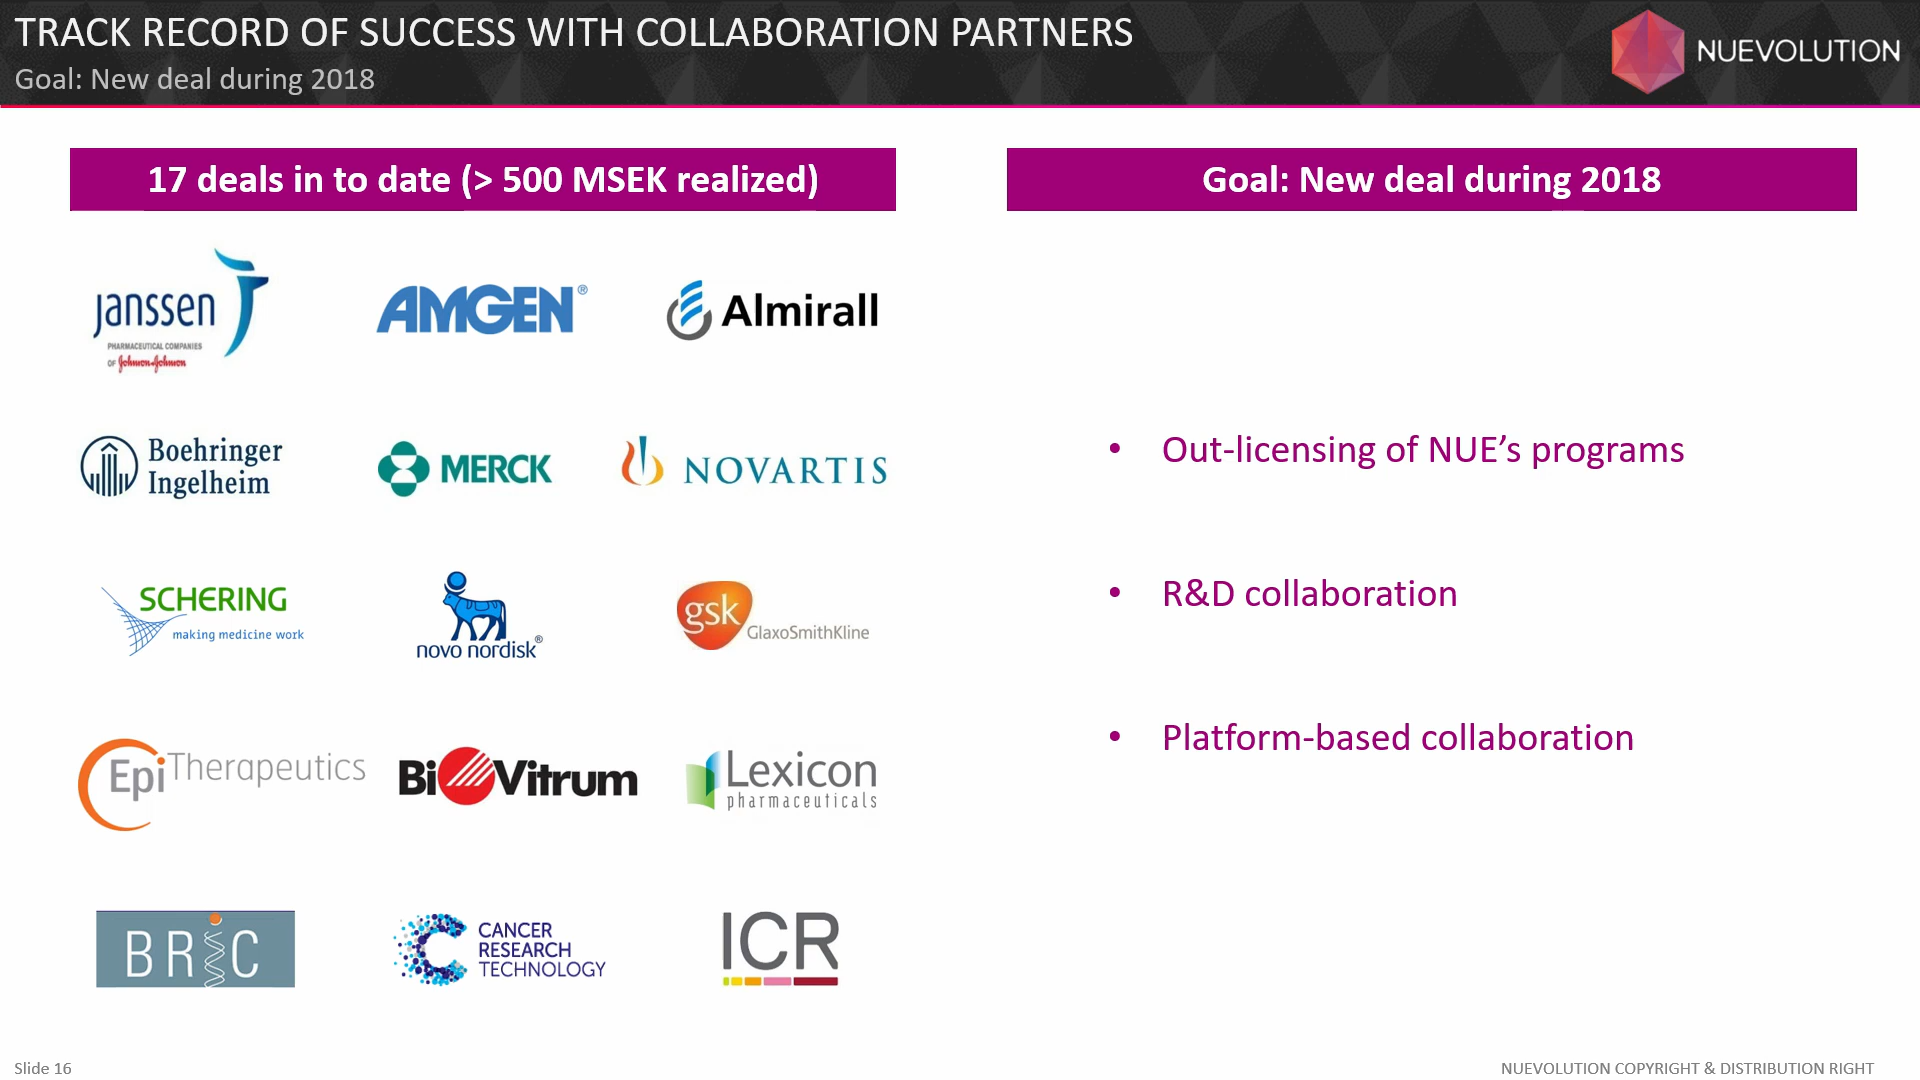 TRACK RECORD OF SUCCESS WITH COLLABORATION PARTNERS
Goal: New deal during 2018
NUEVOLUTION
17 deals in to date (> 500 MSEK realized)
janssen
PHARMACEUTICAL COMPANIES
OF Johnson & Johnson
AMGEN®
Almirall
Boehringer
Ingelheim
MERCK
NOVARTIS
SCHERING
making medicine work
novo nordisk®
gsk
GlaxoSmithKline
EpiTherapeutics
BioVitrum
Lexicon
pharmaceuticals
BRIC
CANCER
RESEARCH
TECHNOLOGY
ICR
Goal: New deal during 2018
• Out-licensing of NUE’s programs
• R&D collaboration
• Platform-based collaboration
Slide 16
NUEVOLUTION COPYRIGHT & DISTRIBUTION RIGHT